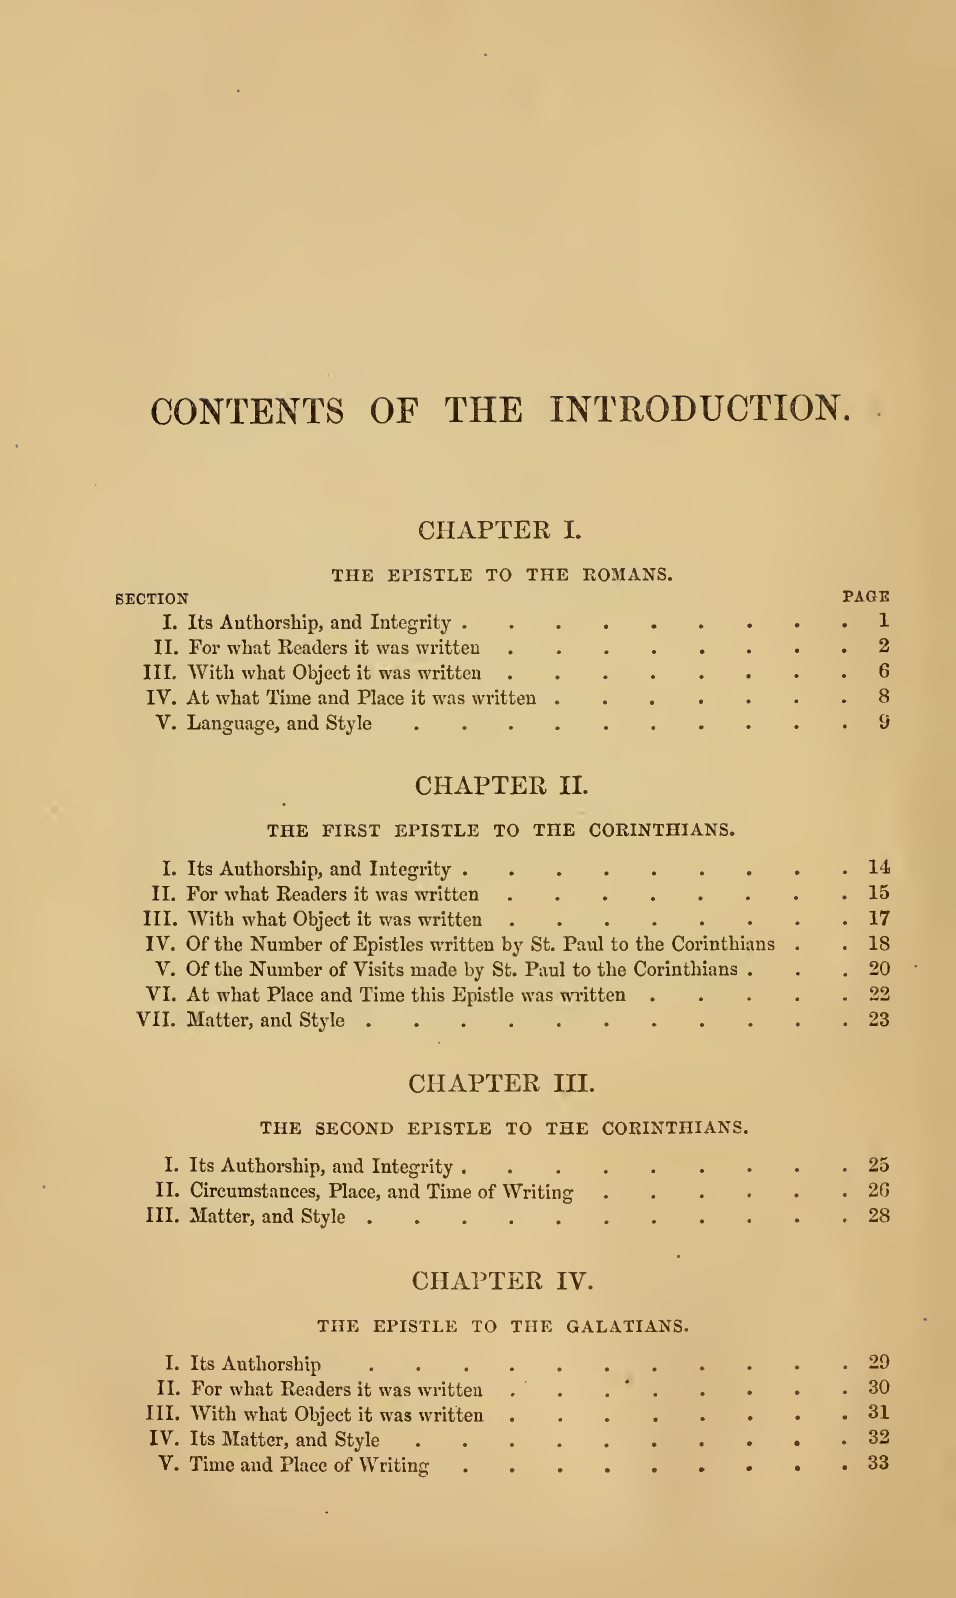 CONTENTS OF THE INTRODUCTION.
CHAPTER I.
THE EPISTLE TO THE ROMANS.
SECTION PAGE
I. Its Authorship, and Integrity . . . . . . . . . 1
II. For what Readers it was written . . . . . . . . 2
III. With what Object it was written . . . . . . . . 6
IV. At what Time and Place it was written . . . . . . . 8
V. Language, and Style . . . . . . . . . . 9
CHAPTER II.
THE FIRST EPISTLE TO THE CORINTHIANS.
I. Its Authorship, and Integrity . . . . . . . . . 14
II. For what Readers it was written . . . . . . . . 15
III. With what Object it was written . . . . . . . . 17
IV. Of the Number of Epistles written by St. Paul to the Corinthians . . 18
V. Of the Number of Visits made by St. Paul to the Corinthians . . . 20
VI. At what Place and Time this Epistle was written . . . . . 22
VII. Matter, and Style . . . . . . . . . . . 23
CHAPTER III.
THE SECOND EPISTLE TO THE CORINTHIANS.
I. Its Authorship, and Integrity . . . . . . . . . 25
II. Circumstances, Place, and Time of Writing . . . . . . 26
III. Matter, and Style . . . . . . . . . . . 28
CHAPTER IV.
THE EPISTLE TO THE GALATIANS.
I. Its Authorship . . . . . . . . . . . 29
II. For what Readers it was written . . . . . . . . 30
III. With what Object it was written . . . . . . . . 31
IV. Its Matter, and Style . . . . . . . . . . 32
V. Time and Place of Writing . . . . . . . . . 33